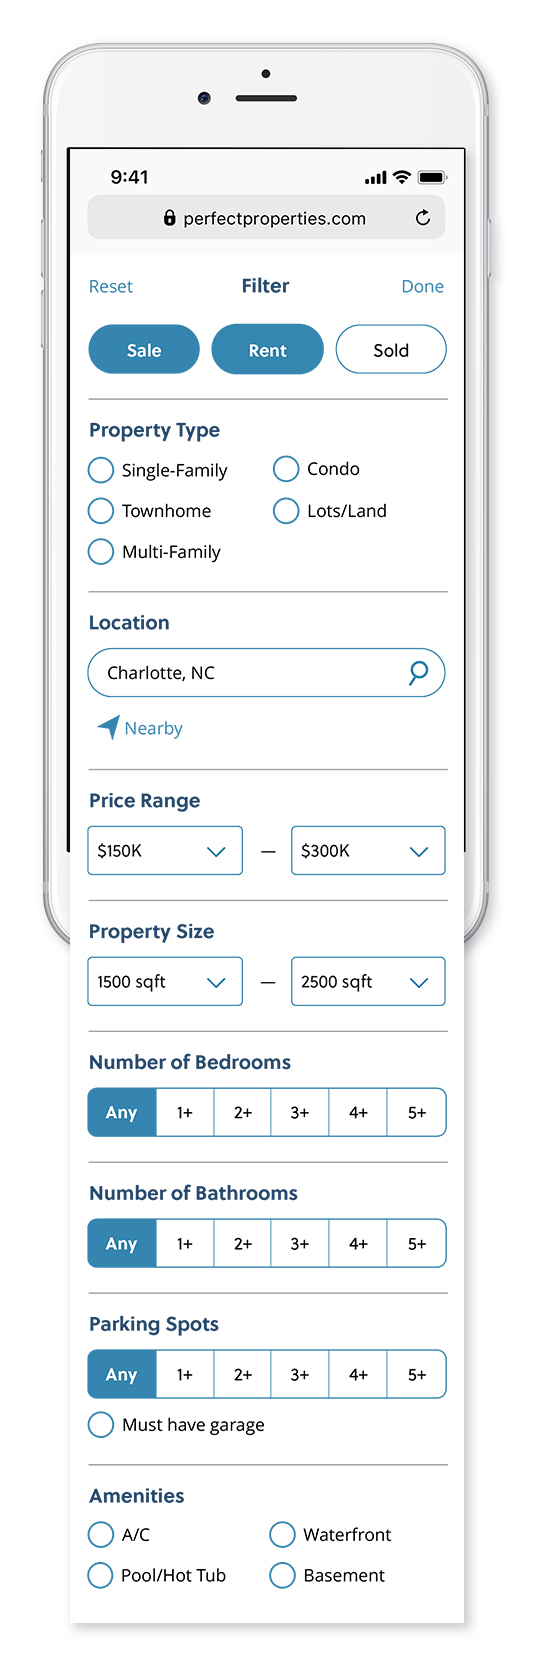 9:41
perfectproperties.com
Reset Filter Done
Sale Rent Sold
Property Type
Single-Family Condo
Townhome Lots/Land
Multi-Family
Location
Charlotte, NC
Nearby
Price Range
$150K — $300K
Property Size
1500 sqft — 2500 sqft
Number of Bedrooms
Any 1+ 2+ 3+ 4+ 5+
Number of Bathrooms
Any 1+ 2+ 3+ 4+ 5+
Parking Spots
Any 1+ 2+ 3+ 4+ 5+
Must have garage
Amenities
A/C Waterfront
Pool/Hot Tub Basement